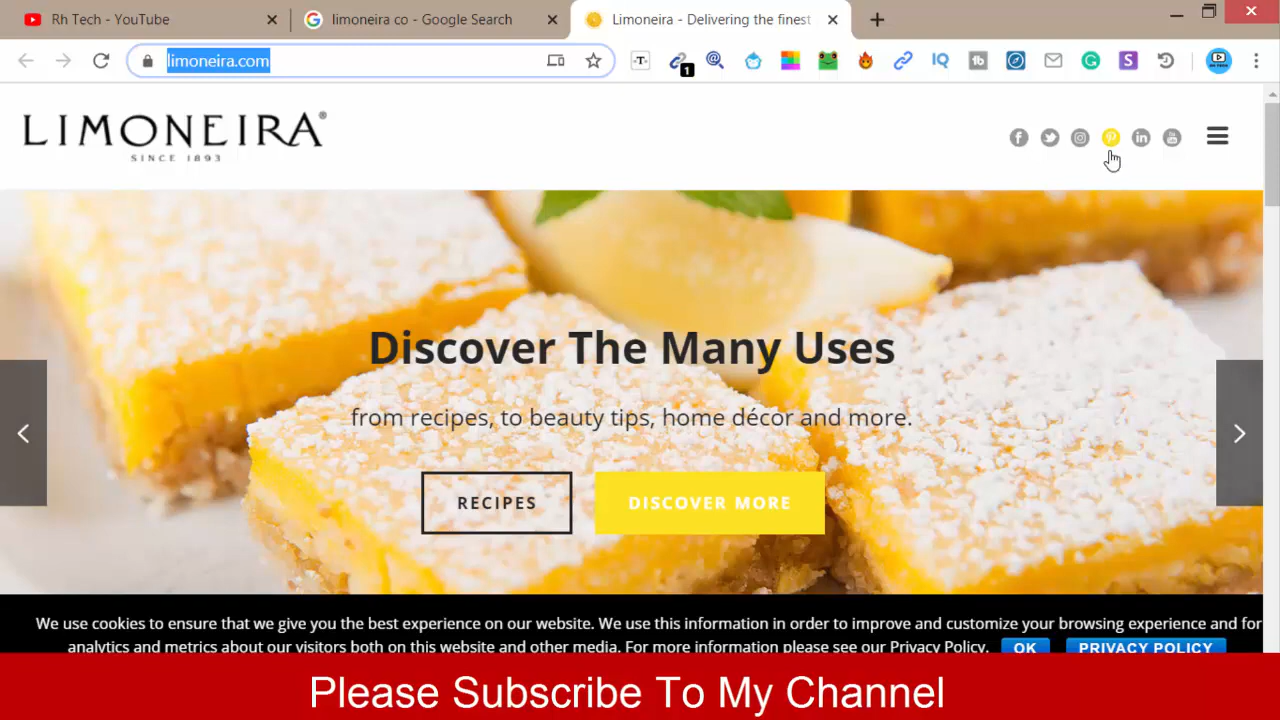 Rh Tech - YouTube
limoneira co - Google Search
Limoneira - Delivering the finest
limoneira.com
-T-
1
IQ
tb
G
S
LIMONEIRA®
SINCE 1893
Discover The Many Uses
from recipes, to beauty tips, home décor and more.
RECIPES
DISCOVER MORE
We use cookies to ensure that we give you the best experience on our website. We use this information in order to improve and customize your browsing experience and for
analytics and metrics about our visitors both on this website and other media. For more information please see our Privacy Policy.
OK
PRIVACY POLICY
Please Subscribe To My Channel